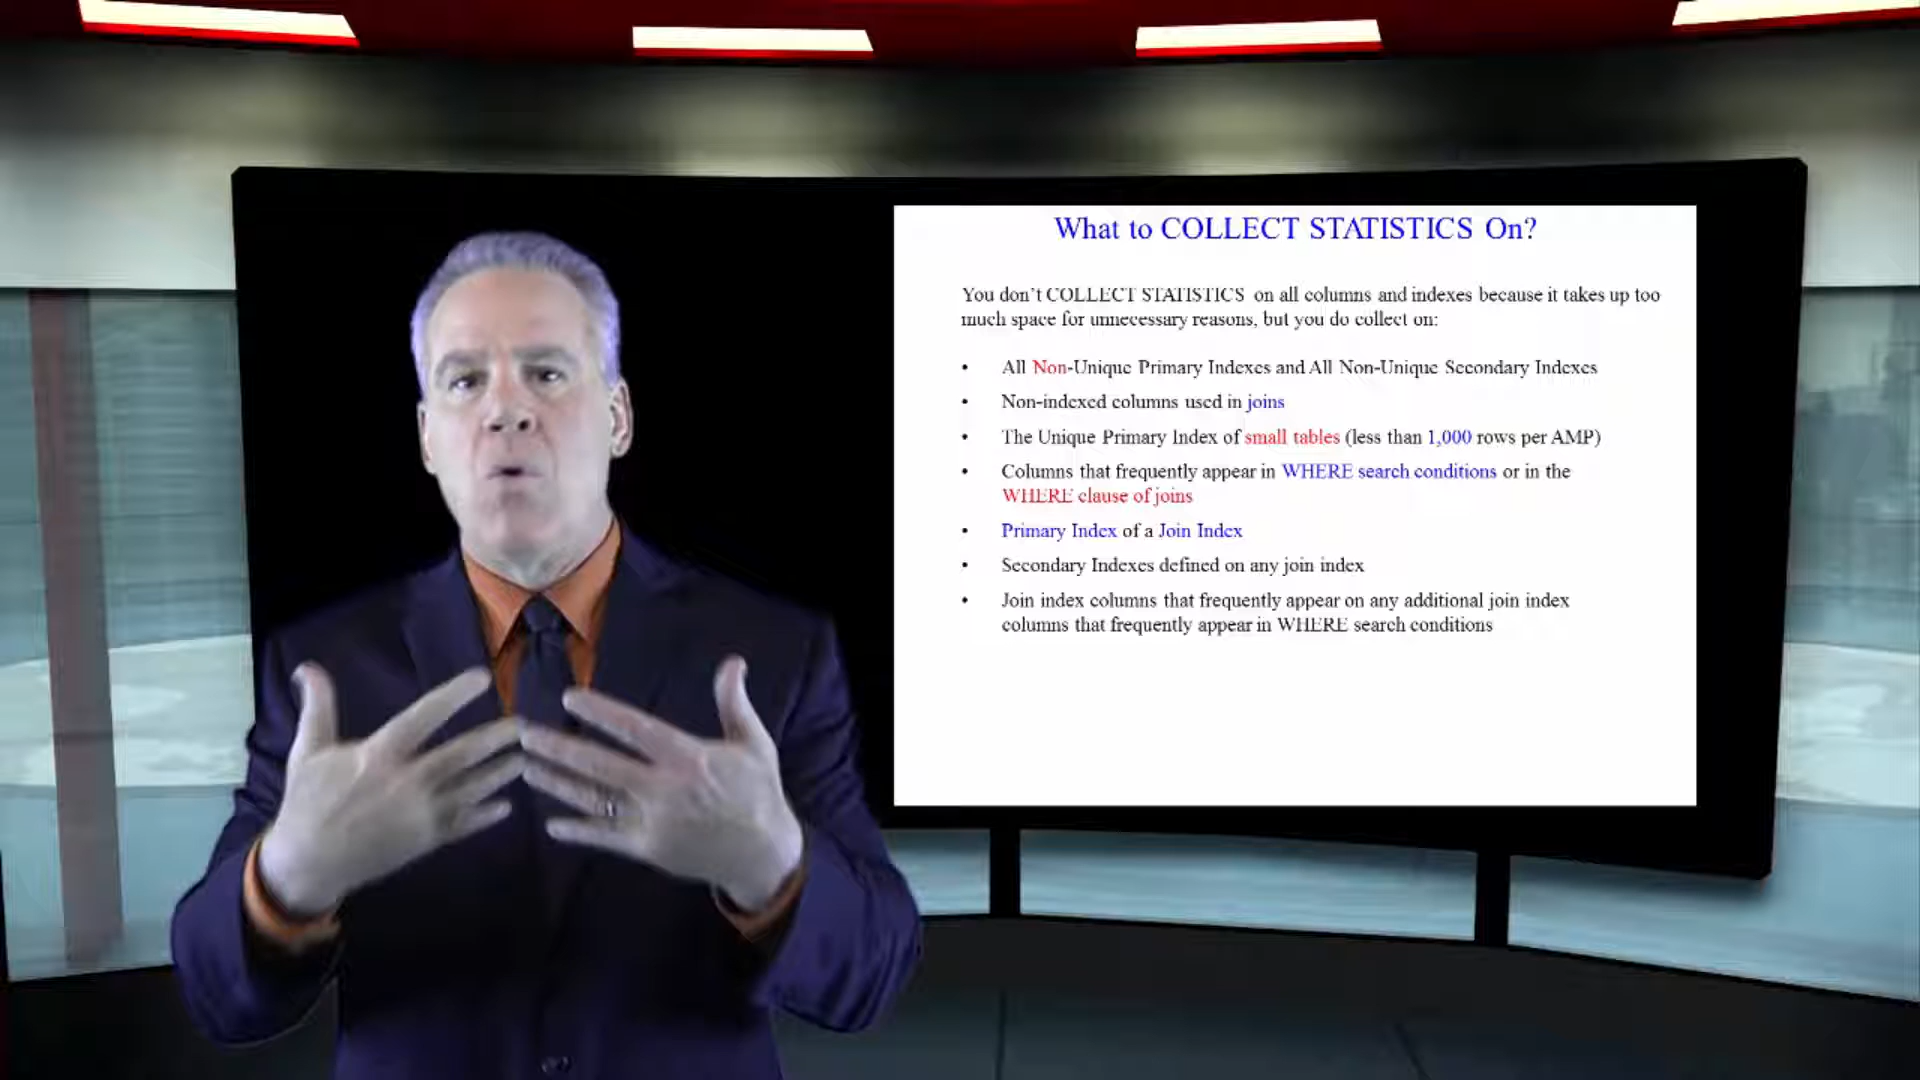 What to COLLECT STATISTICS On?
You don't COLLECT STATISTICS on all columns and indexes because it takes up too
much space for unnecessary reasons, but you do collect on:
• All Non-Unique Primary Indexes and All Non-Unique Secondary Indexes
• Non-indexed columns used in joins
• The Unique Primary Index of small tables (less than 1,000 rows per AMP)
• Columns that frequently appear in WHERE search conditions or in the
WHERE clause of joins
• Primary Index of a Join Index
• Secondary Indexes defined on any join index
• Join index columns that frequently appear on any additional join index
columns that frequently appear in WHERE search conditions